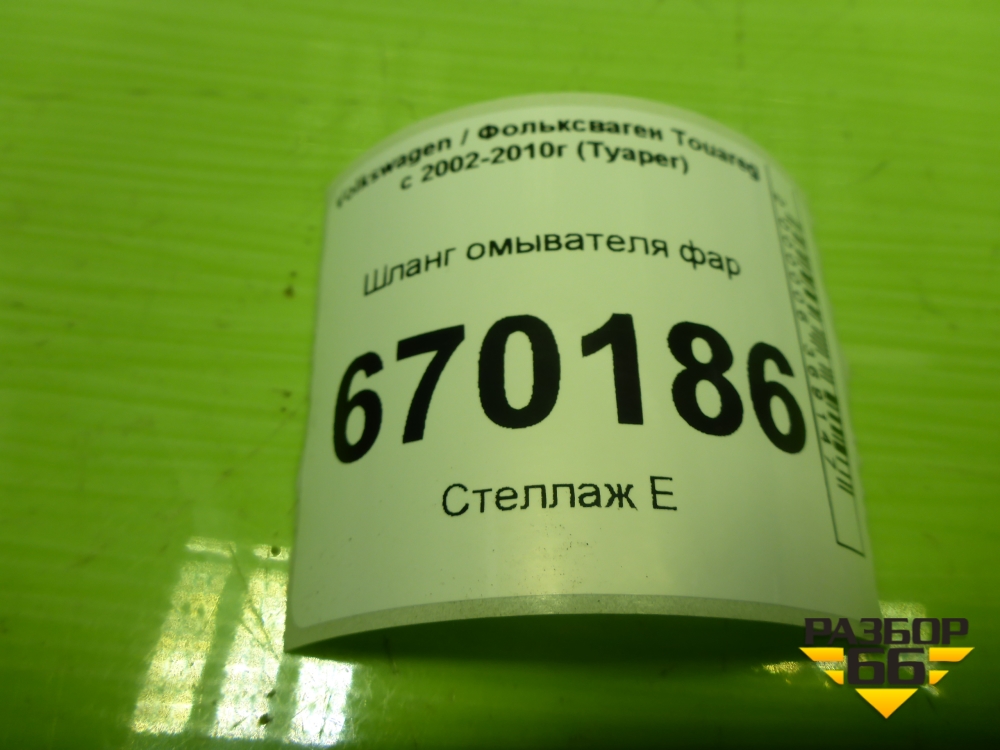 Volkswagen / Фольксваген Touareg
с 2002-2010г (Туарег)
Шланг омывателя фар
670186
Стеллаж Е
РАЗБОР
66